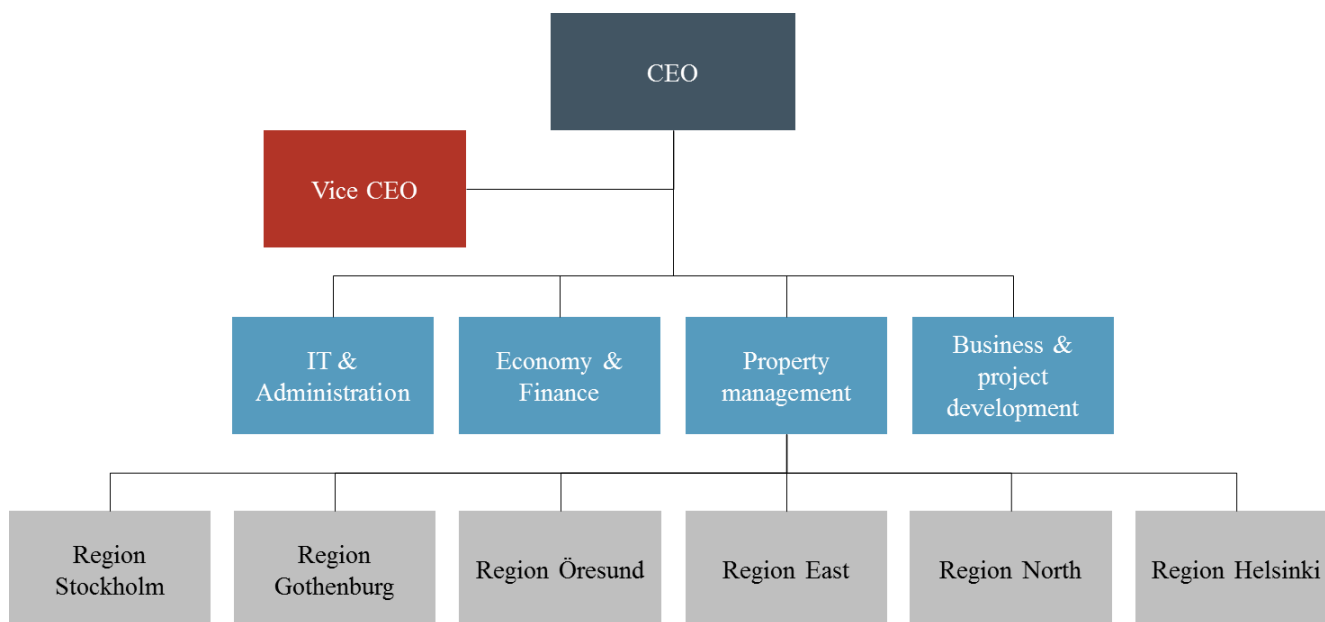 CEO
Vice CEO
IT &
Administration
Economy &
Finance
Property
management
Business &
project
development
Region
Stockholm
Region
Gothenburg
Region Öresund
Region East
Region North
Region Helsinki